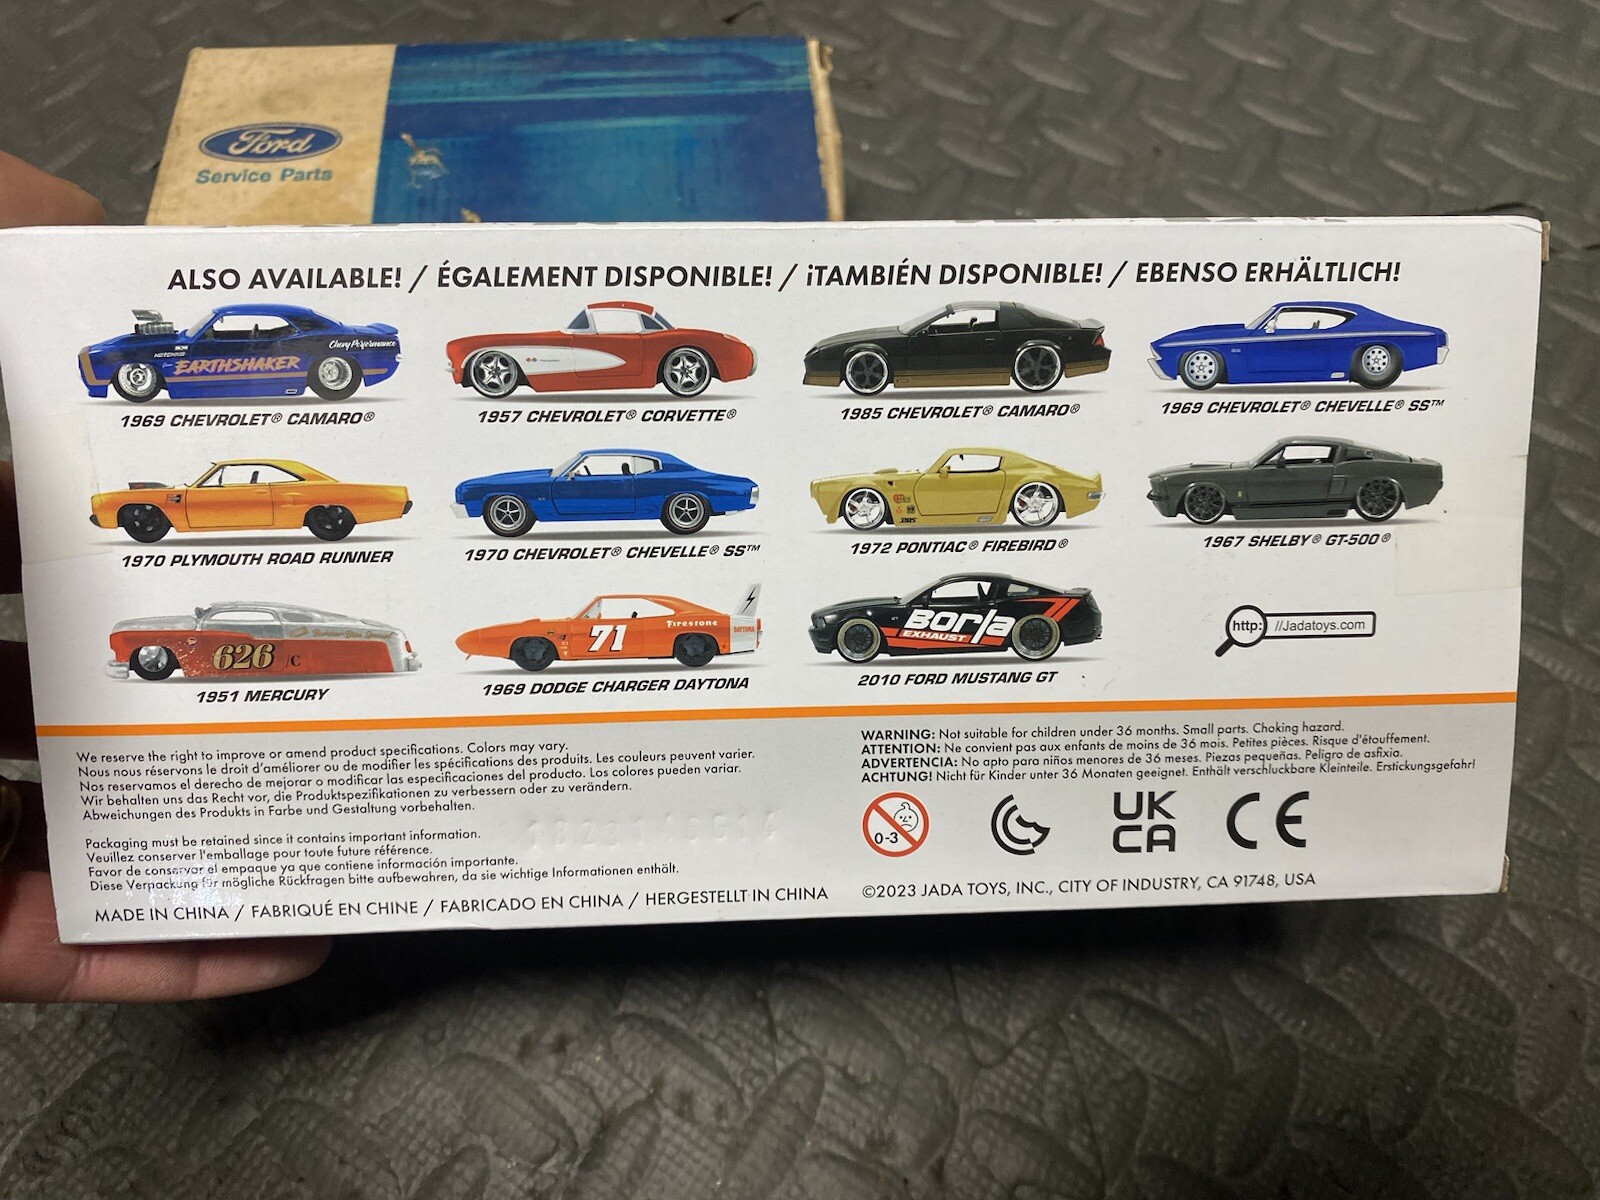 Ford
Service Parts
ALSO AVAILABLE! / ÉGALEMENT DISPONIBLE! / ¡TAMBIÉN DISPONIBLE! / EBENSO ERHÄLTLICH!
EARTHSHAKER
Chevy Performance
1969 CHEVROLET® CAMARO®
1957 CHEVROLET® CORVETTE®
1985 CHEVROLET® CAMARO®
1969 CHEVROLET® CHEVELLE® SS™
1970 PLYMOUTH ROAD RUNNER
1970 CHEVROLET® CHEVELLE® SS™
1972 PONTIAC® FIREBIRD®
1967 SHELBY® GT-500®
626 /C
1951 MERCURY
71
Firestone
DAYTONA
1969 DODGE CHARGER DAYTONA
Borla
EXHAUST
2010 FORD MUSTANG GT
http: //Jadatoys.com
We reserve the right to improve or amend product specifications. Colors may vary.
Nous nous réservons le droit d'améliorer ou de modifier les spécifications des produits. Les couleurs peuvent varier.
Nos reservamos el derecho de mejorar o modificar las especificaciones del producto. Los colores pueden variar.
Wir behalten uns das Recht vor, die Produktspezifikationen zu verbessern oder zu verändern.
Abweichungen des Produkts in Farbe und Gestaltung vorbehalten.
Packaging must be retained since it contains important information.
Veuillez conserver l'emballage pour toute future référence.
Favor de conservar el empaque ya que contiene información importante.
Diese Verpackung für mögliche Rückfragen bitte aufbewahren, da sie wichtige Informationen enthält.
MADE IN CHINA / FABRIQUÉ EN CHINE / FABRICADO EN CHINA / HERGESTELLT IN CHINA
WARNING: Not suitable for children under 36 months. Small parts. Choking hazard.
ATTENTION: Ne convient pas aux enfants de moins de 36 mois. Petites pièces. Risque d'étouffement.
ADVERTENCIA: No apto para niños menores de 36 meses. Piezas pequeñas. Peligro de asfixia.
ACHTUNG! Nicht für Kinder unter 36 Monaten geeignet. Enthält verschluckbare Kleinteile. Erstickungsgefahr!
0-3
UK
CA
CE
©2023 JADA TOYS, INC., CITY OF INDUSTRY, CA 91748, USA